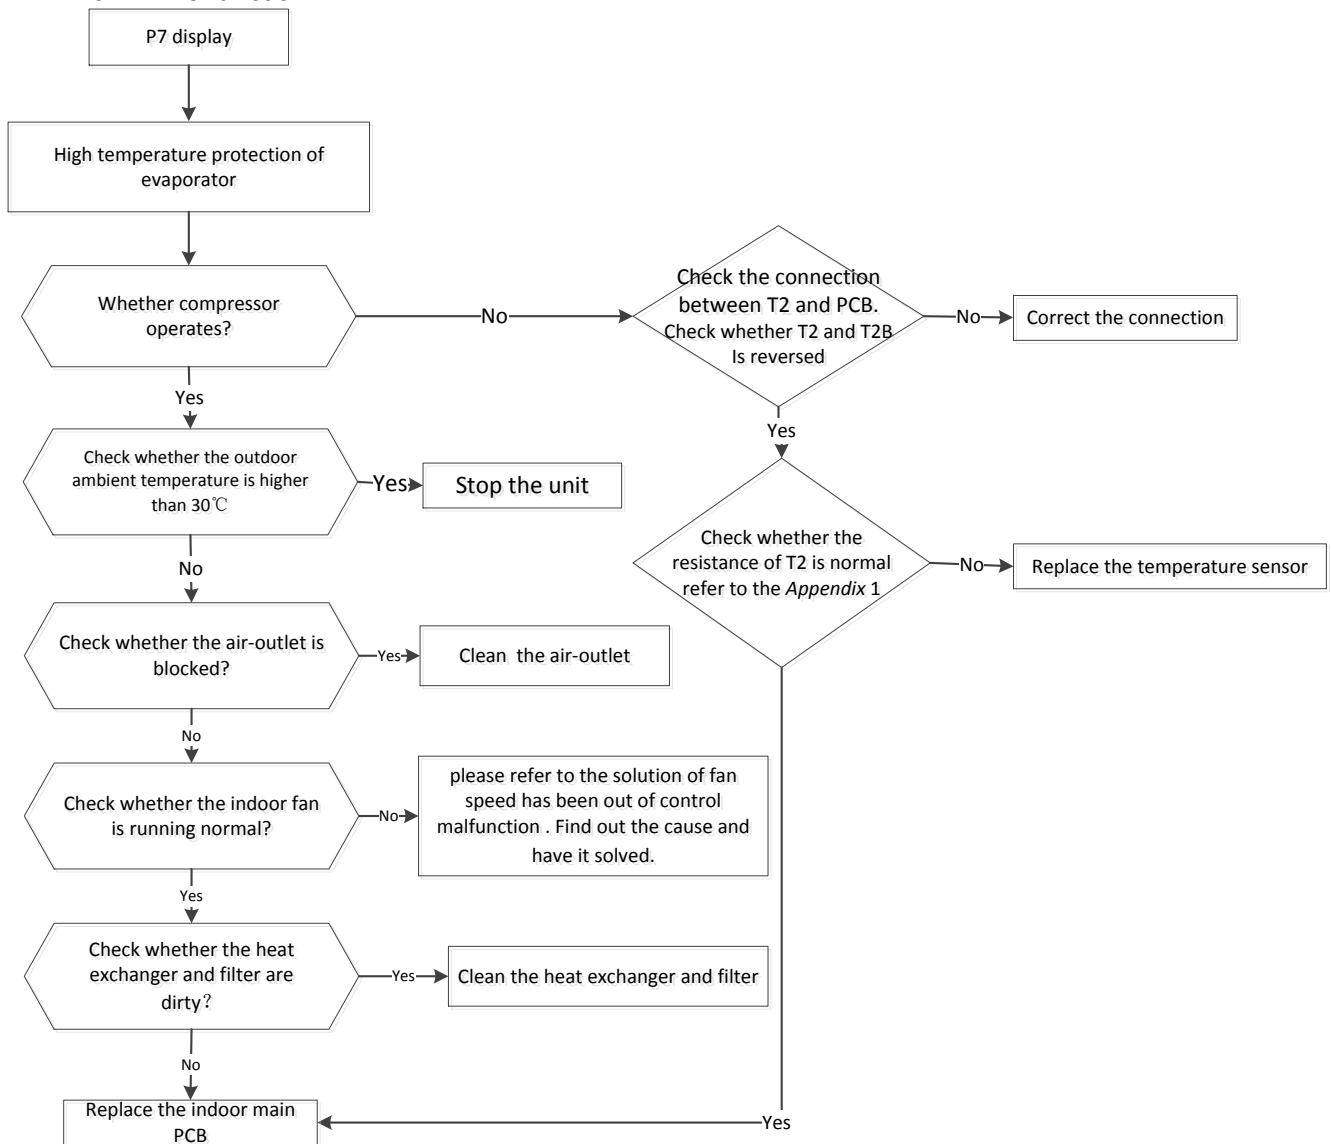 P7 display
High temperature protection of
evaporator
Whether compressor
operates?
No
Check the connection
between T2 and PCB.
Check whether T2 and T2B
Is reversed
No
Correct the connection
Yes
Yes
Check whether the outdoor
ambient temperature is higher
than 30℃
Yes
Stop the unit
No
Check whether the
resistance of T2 is normal
refer to the Appendix 1
No
Replace the temperature sensor
Check whether the air-outlet is
blocked?
Yes
Clean the air-outlet
No
Check whether the indoor fan
is running normal?
No
please refer to the solution of fan
speed has been out of control
malfunction . Find out the cause and
have it solved.
Yes
Check whether the heat
exchanger and filter are
dirty?
Yes
Clean the heat exchanger and filter
No
Replace the indoor main
PCB
Yes